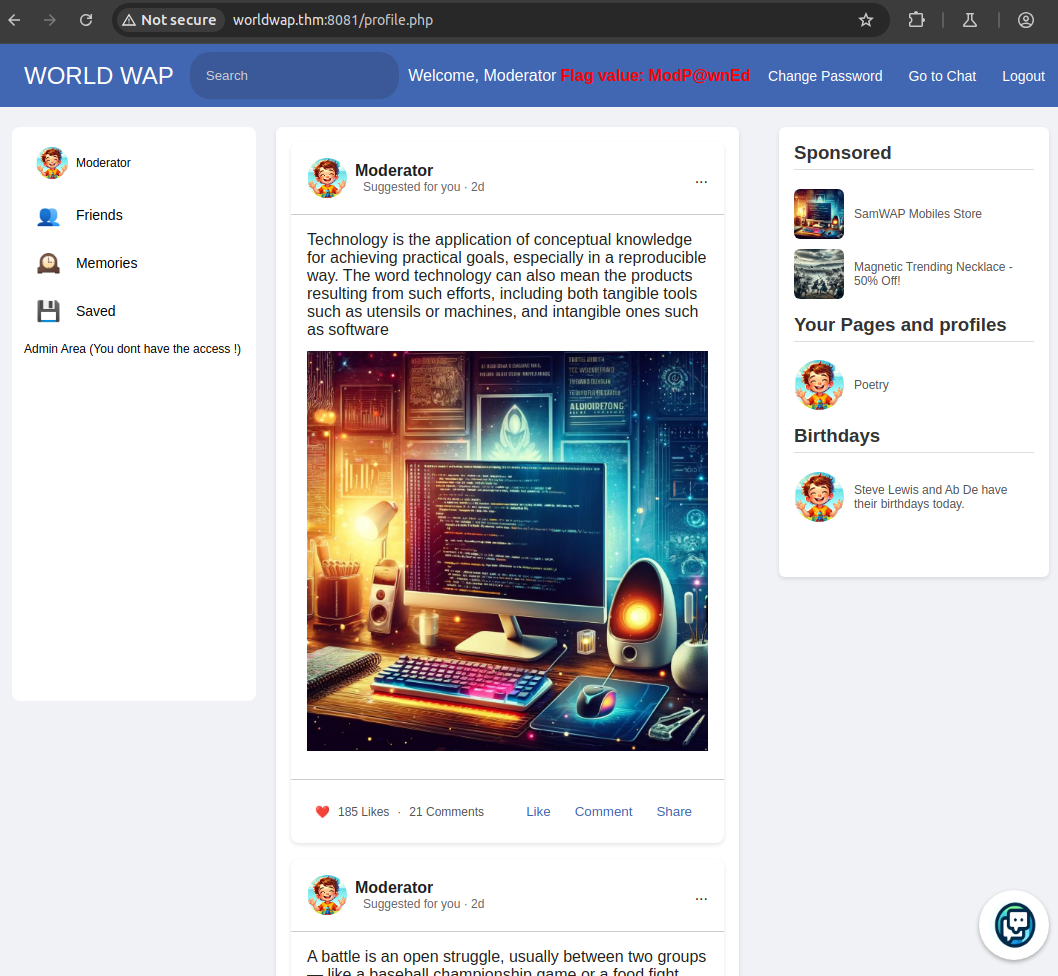 Not secure worldwap.thm:8081/profile.php
WORLD WAP
Search
Welcome, Moderator Flag value: ModP@wnEd
Change Password
Go to Chat
Logout
Moderator
Friends
Memories
Saved
Admin Area (You dont have the access !)
Moderator
Suggested for you · 2d
...
Technology is the application of conceptual knowledge
for achieving practical goals, especially in a reproducible
way. The word technology can also mean the products
resulting from such efforts, including both tangible tools
such as utensils or machines, and intangible ones such
as software
185 Likes · 21 Comments
Like
Comment
Share
Moderator
Suggested for you · 2d
...
A battle is an open struggle, usually between two groups
— like a baseball championship game or a food fight
Sponsored
SamWAP Mobiles Store
Magnetic Trending Necklace -
50% Off!
Your Pages and profiles
Poetry
Birthdays
Steve Lewis and Ab De have
their birthdays today.